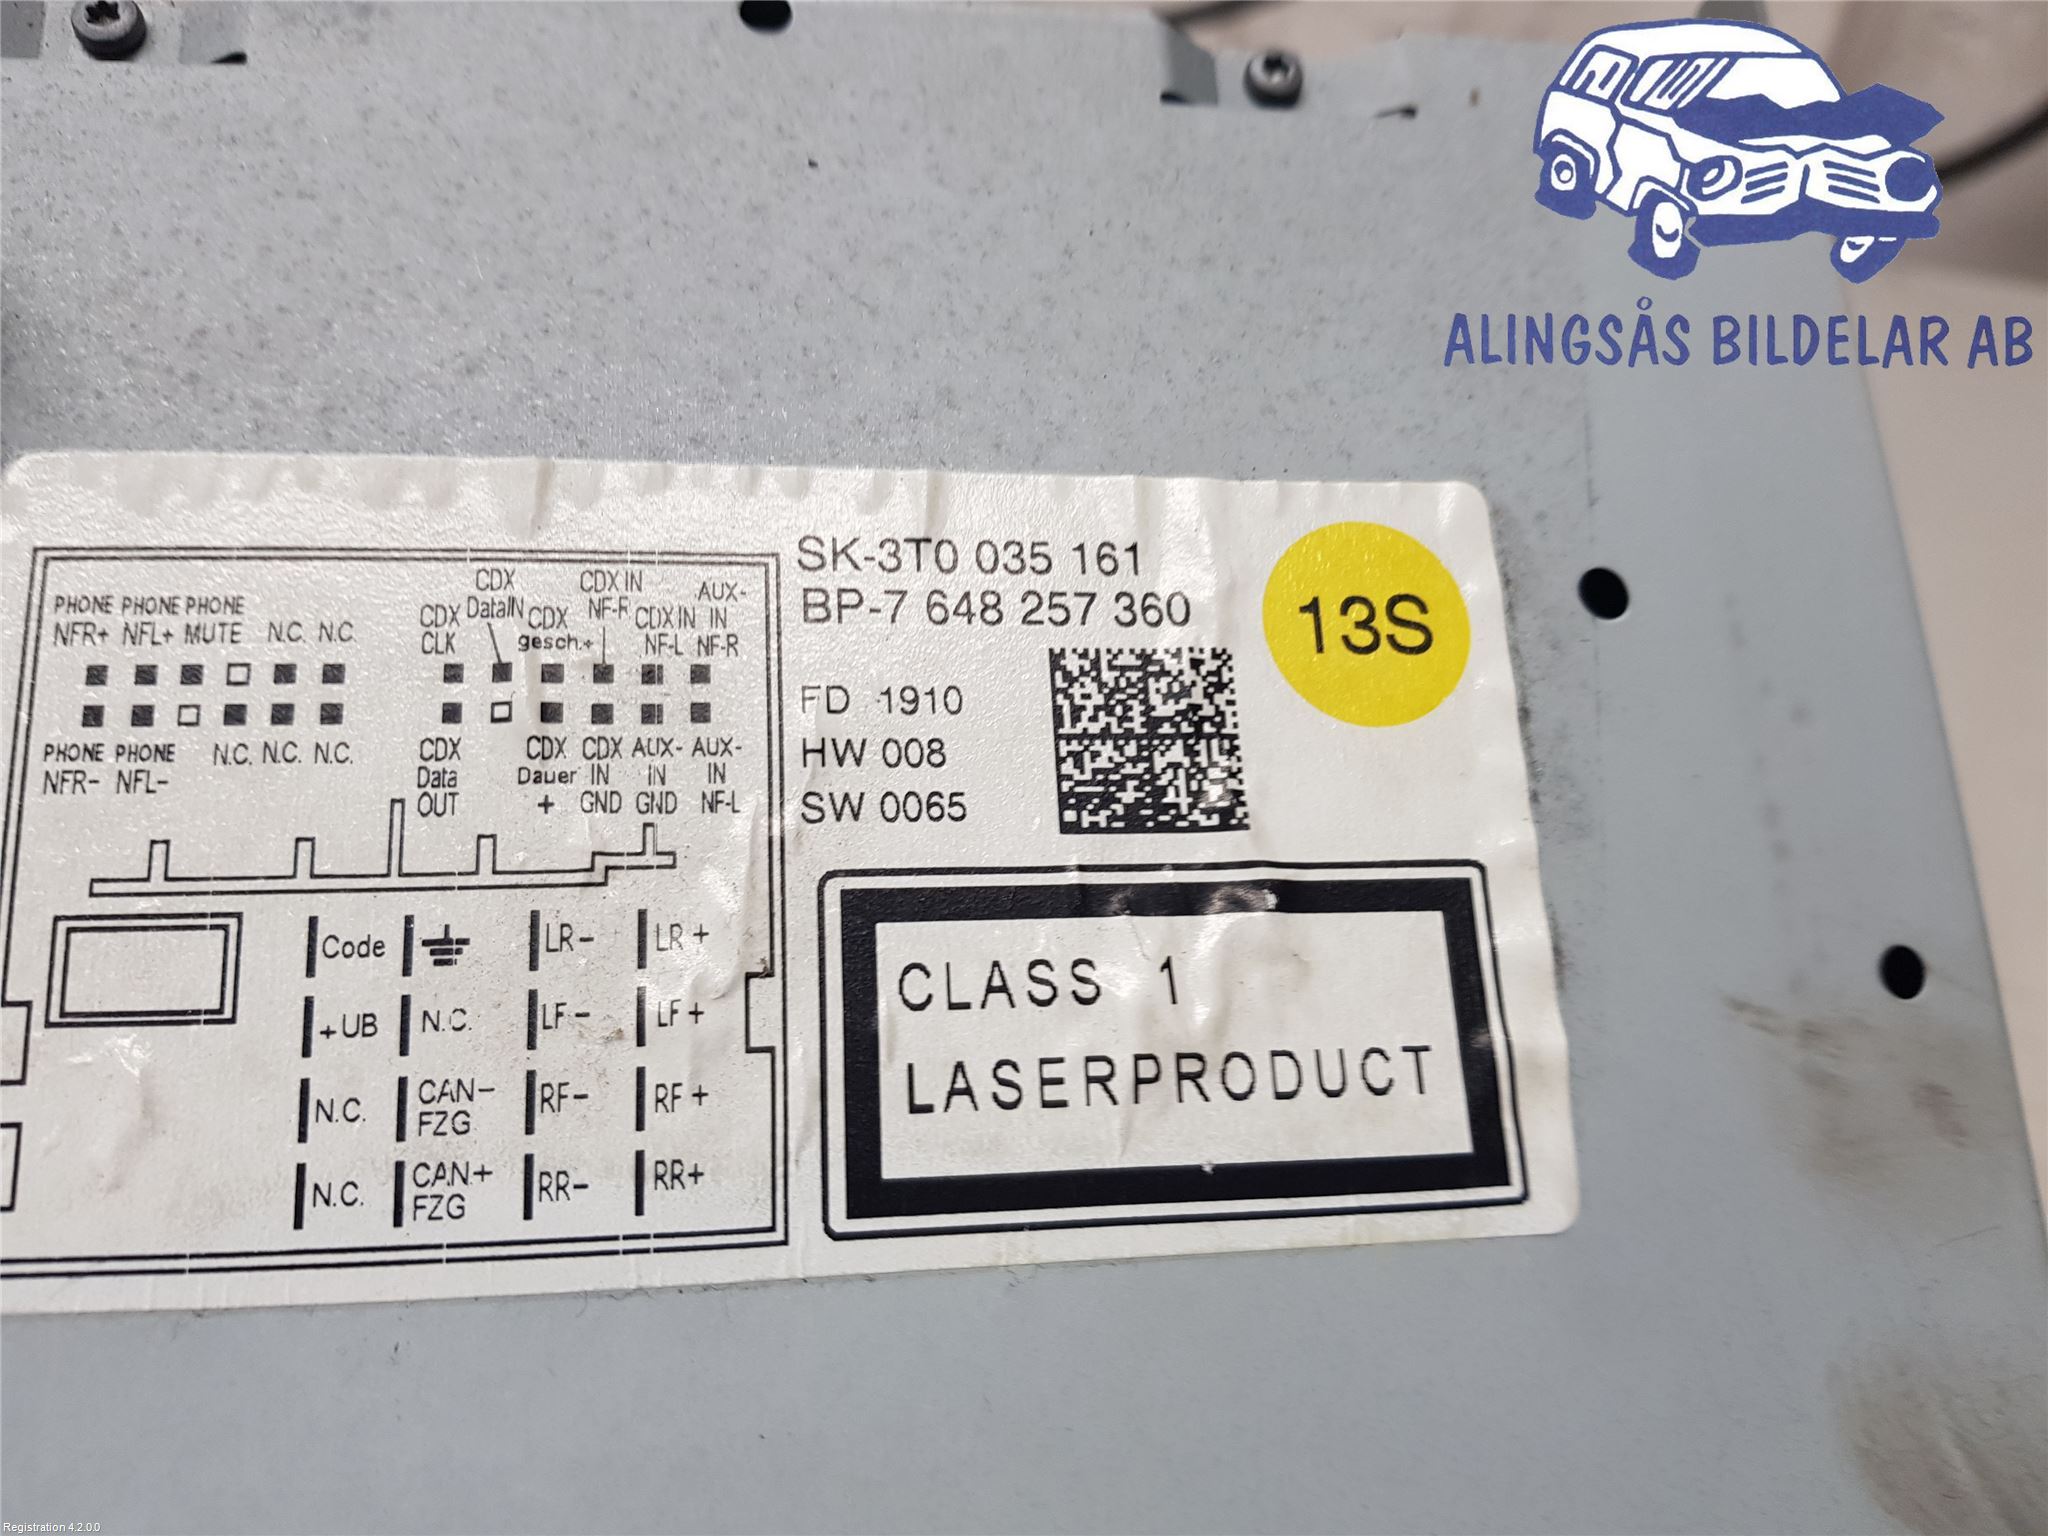 ALINGSÅS BILDELAR AB
SK-3T0 035 161
BP-7 648 257 360
13S
FD 1910
HW 008
SW 0065
PHONE PHONE PHONE
NFR+ NFL+ MUTE N.C. N.C.
PHONE PHONE N.C. N.C. N.C.
NFR- NFL-
CDX CLK
CDX DataIN
CDX gesch.+
CDX IN NF-R
CDX IN NF-L
AUX-IN NF-R
CDX Data OUT
CDX Dauer +
CDX IN GND
AUX-IN GND
AUX-IN NF-L
Code LR- LR+
+UB N.C. LF- LF+
N.C. CAN- FZG RF- RF+
N.C. CAN+ FZG RR- RR+
CLASS 1
LASERPRODUCT
Registration 4.2.0.0